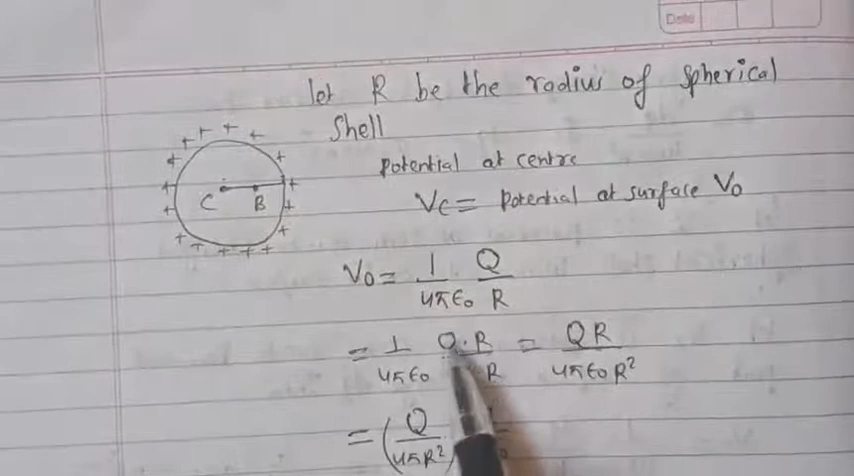 Date
let R be the radius of spherical
shell
potential at centre
Vc = potential at surface V0
C B
V0 = 1/4πϵ0 Q/R
= 1/4πϵ0 Q·R/R = QR/4πϵ0R²
= (Q/4πR²)